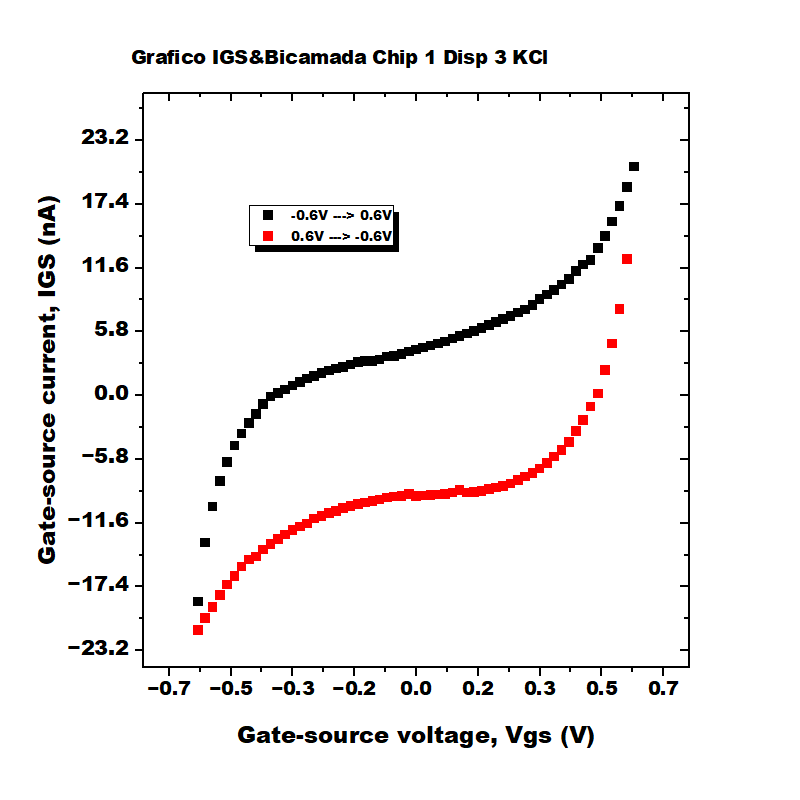 Grafico IGS&Bicamada Chip 1 Disp 3 KCl
23.2
17.4
11.6
5.8
0.0
−5.8
−11.6
−17.4
−23.2
Gate-source current, IGS (nA)
-0.6V ---> 0.6V
0.6V ---> -0.6V
−0.7 −0.5 −0.3 −0.2 0.0 0.2 0.3 0.5 0.7
Gate-source voltage, Vgs (V)